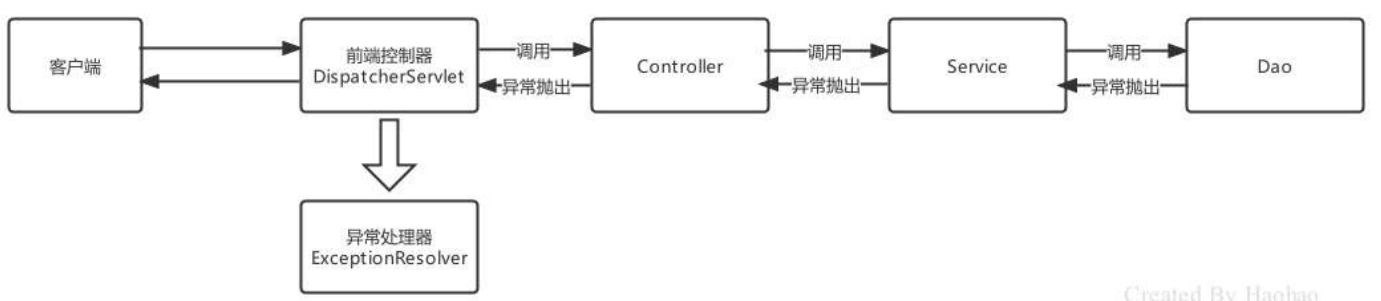 客户端
前端控制器
DispatcherServlet
调用
异常抛出
Controller
调用
异常抛出
Service
调用
异常抛出
Dao
异常处理器
ExceptionResolver
Created By Haohao